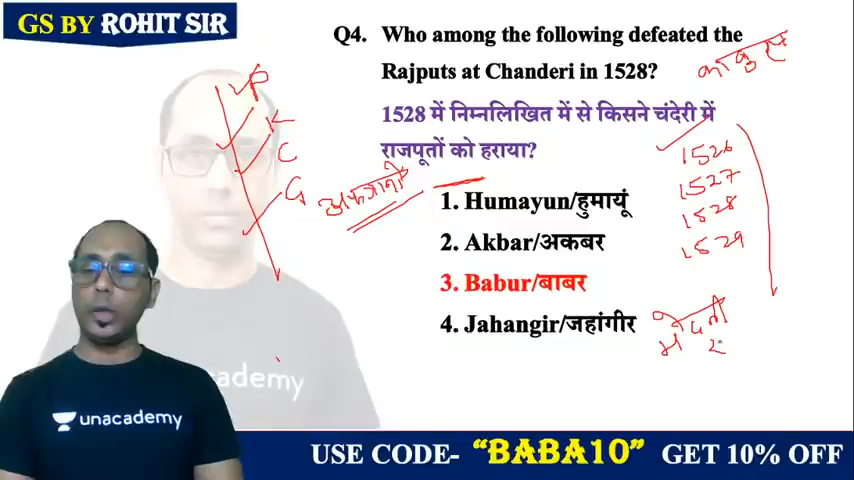 GS BY ROHIT SIR
Q4. Who among the following defeated the
Rajputs at Chanderi in 1528?
1528 में निम्नलिखित में से किसने चंदेरी में
राजपूतों को हराया?
1. Humayun/हुमायूं
2. Akbar/अकबर
3. Babur/बाबर
4. Jahangir/जहांगीर
P
K
C
G
1526
1527
1528
1529
मेदनी
unacademy
cademy
USE CODE- “BABA10” GET 10% OFF